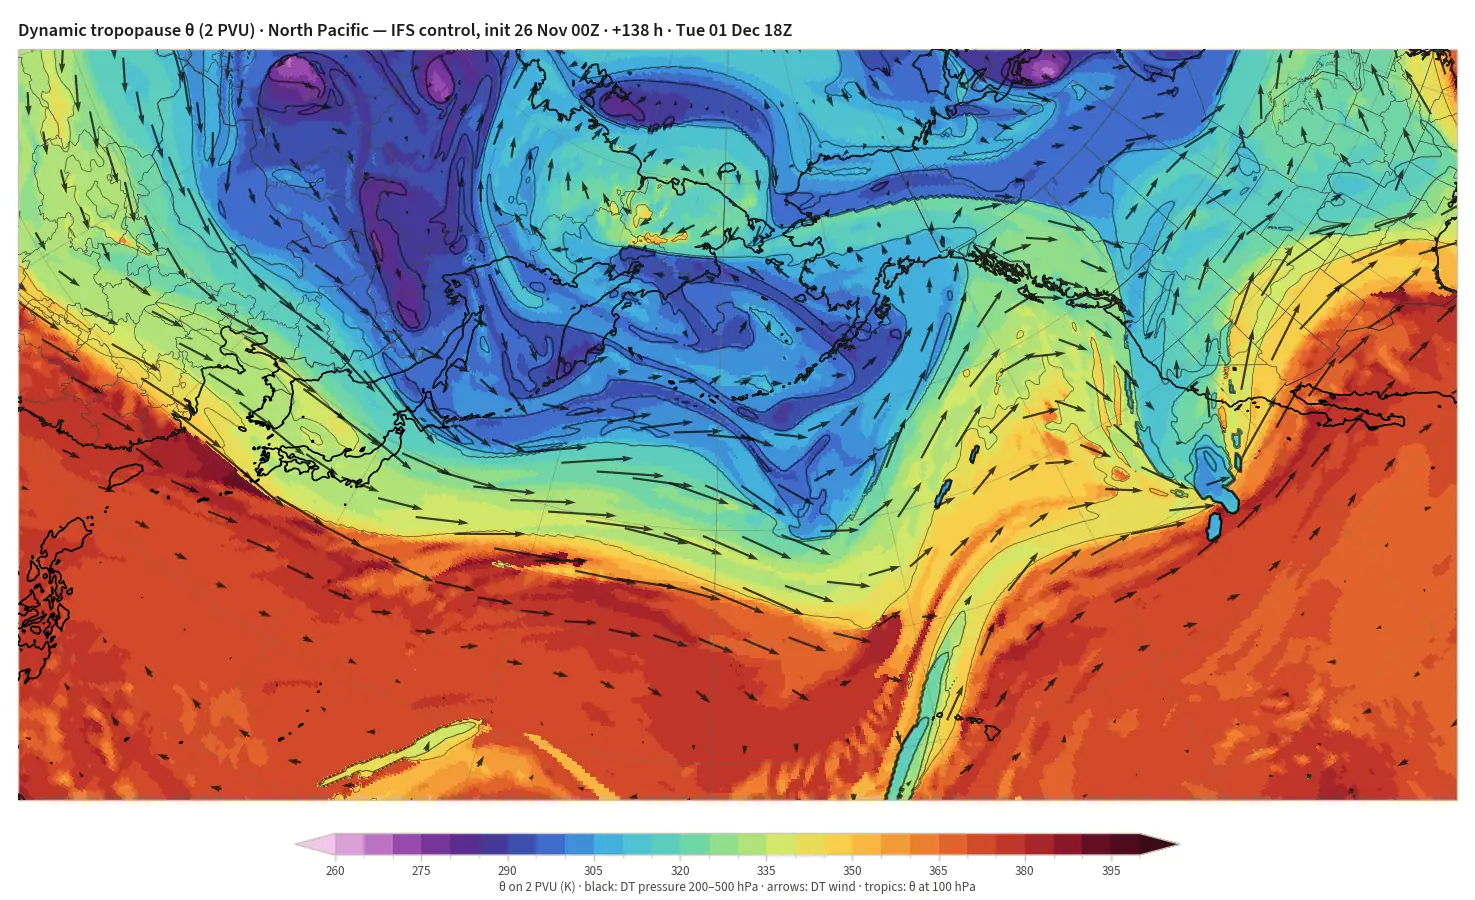 Dynamic tropopause θ (2 PVU) · North Pacific — IFS control, init 26 Nov 00Z · +138 h · Tue 01 Dec 18Z
260 275 290 305 320 335 350 365 380 395
θ on 2 PVU (K) · black: DT pressure 200–500 hPa · arrows: DT wind · tropics: θ at 100 hPa